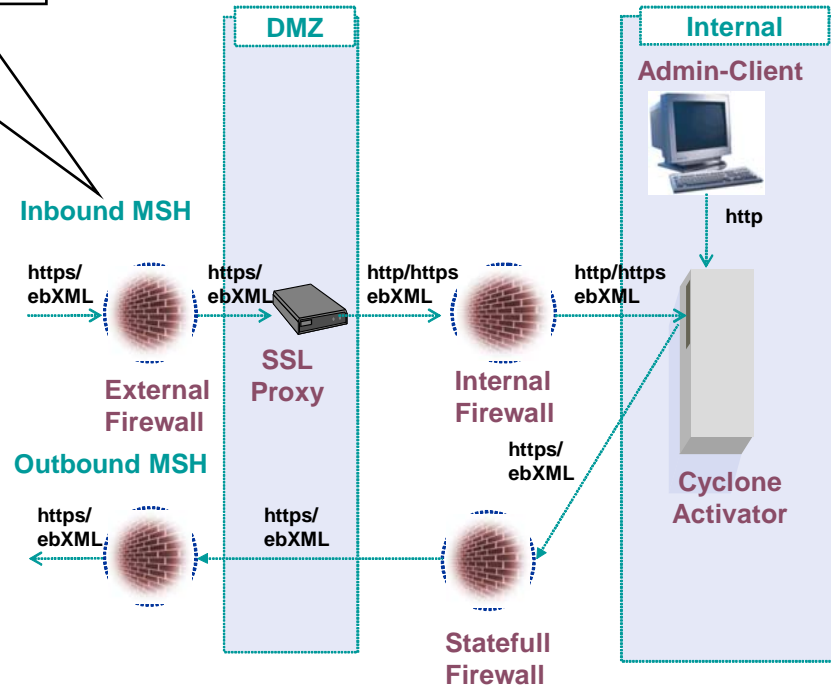 DMZ
Internal
Admin-Client
http
Inbound MSH
https/
ebXML
https/
ebXML
http/https
ebXML
http/https
ebXML
External
Firewall
SSL
Proxy
Internal
Firewall
https/
ebXML
Cyclone
Activator
Outbound MSH
https/
ebXML
https/
ebXML
Statefull
Firewall